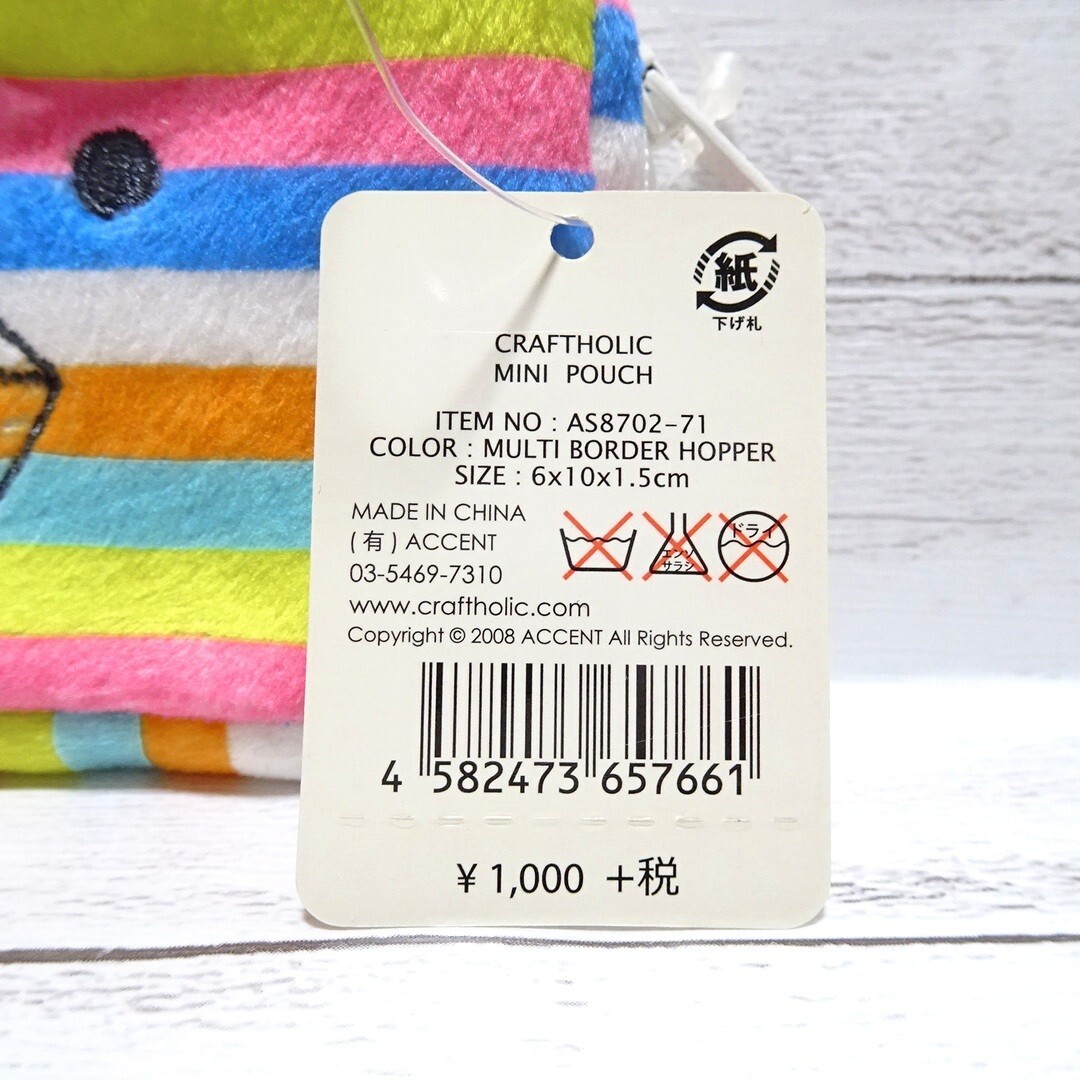 紙
下げ札
CRAFTHOLIC
MINI POUCH
ITEM NO : AS8702-71
COLOR : MULTI BORDER HOPPER
SIZE : 6x10x1.5cm
MADE IN CHINA
(有) ACCENT
03-5469-7310
www.craftholic.com
エンソ
サラシ
ドライ
Copyright © 2008 ACCENT All Rights Reserved.
4 582473 657661
¥ 1,000 +税